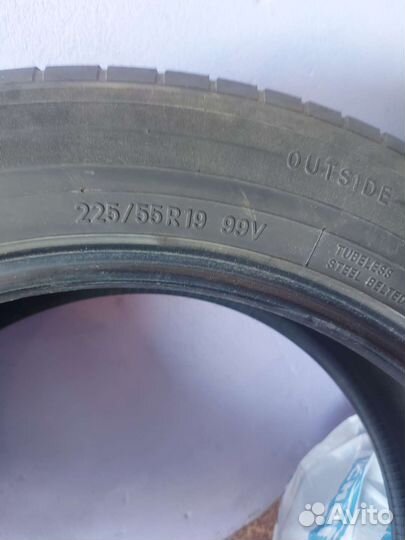 OUTSIDE
225/55R19 99V
TUBELESS
STEEL BELTED
Avito